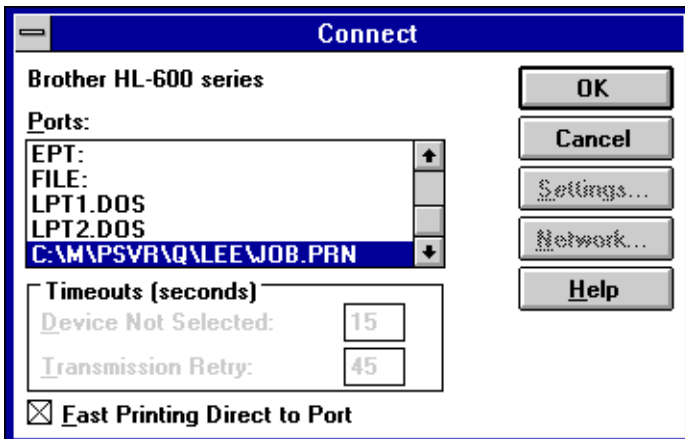 Connect
Brother HL-600 series
OK
Ports:
Cancel
EPT:
FILE:
LPT1.DOS
LPT2.DOS
C:\M\PSVR\Q\LEE\JOB.PRN
Settings...
Network...
Help
Timeouts (seconds)
Device Not Selected: 15
Transmission Retry: 45
Fast Printing Direct to Port